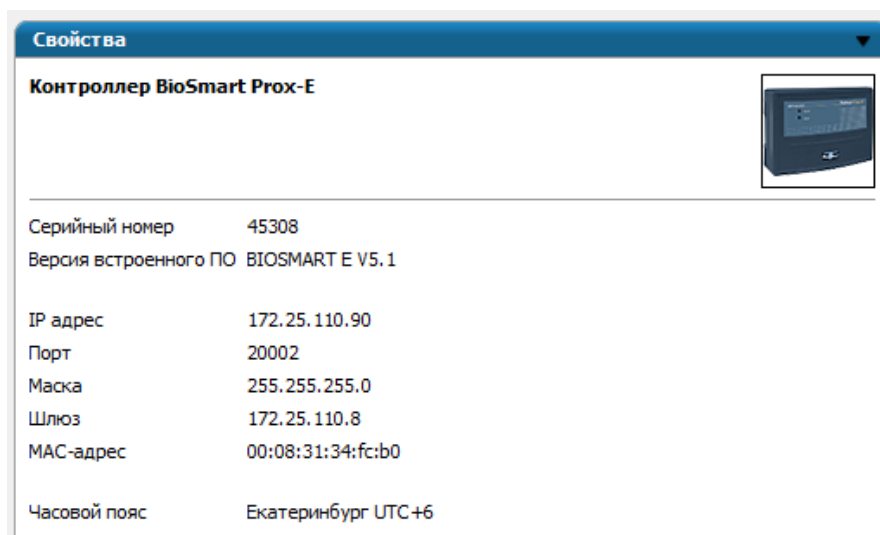 Свойства
Контроллер BioSmart Prox-E
Серийный номер 45308
Версия встроенного ПО BIOSMART E V5.1
IP адрес 172.25.110.90
Порт 20002
Маска 255.255.255.0
Шлюз 172.25.110.8
MAC-адрес 00:08:31:34:fc:b0
Часовой пояс Екатеринбург UTC+6